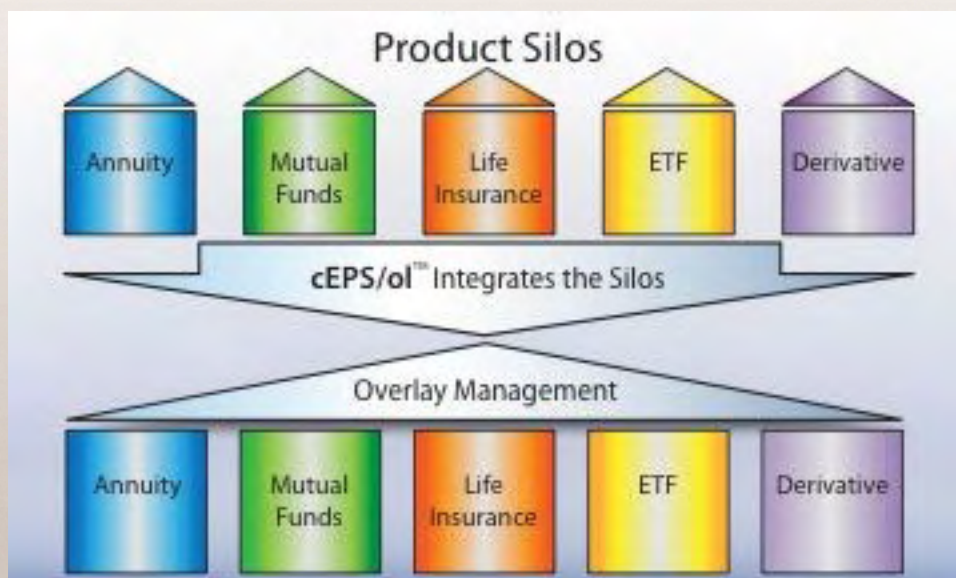 Product Silos
Annuity
Mutual
Funds
Life
Insurance
ETF
Derivative
cEPS/ol™ Integrates the Silos
Overlay Management
Annuity
Mutual
Funds
Life
Insurance
ETF
Derivative